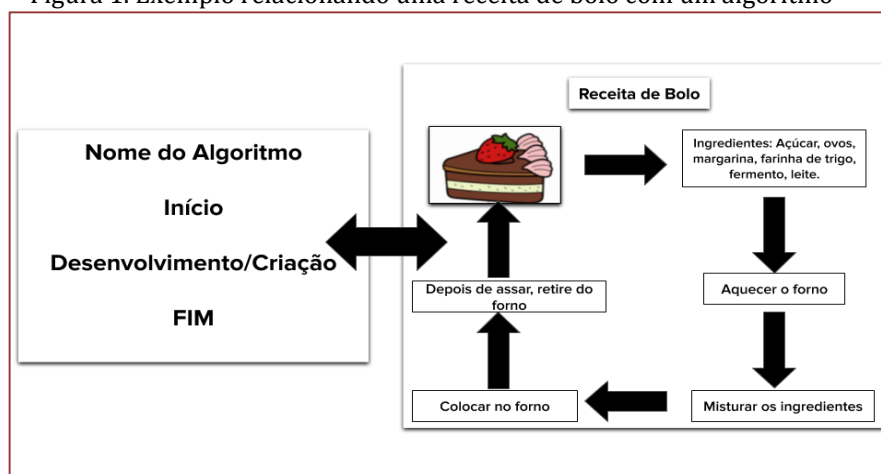 Figura 1: Exemplo relacionando uma receita de bolo com um algoritmo
Nome do Algoritmo
Início
Desenvolvimento/Criação
FIM
Receita de Bolo
Ingredientes: Açúcar, ovos,
margarina, farinha de trigo,
fermento, leite.
Aquecer o forno
Misturar os ingredientes
Colocar no forno
Depois de assar, retire do
forno